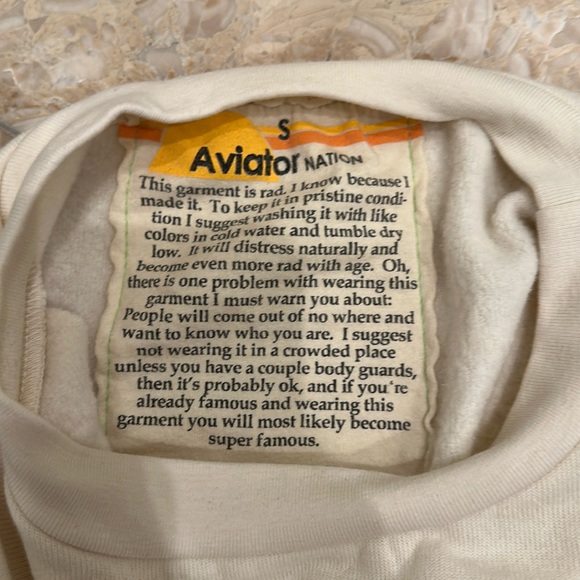 S
Aviator NATION
This garment is rad. I know because I
made it. To keep it in pristine condi-
tion I suggest washing it with like
colors in cold water and tumble dry
low. It will distress naturally and
become even more rad with age. Oh,
there is one problem with wearing this
garment I must warn you about:
People will come out of no where and
want to know who you are. I suggest
not wearing it in a crowded place
unless you have a couple body guards,
then it's probably ok, and if you're
already famous and wearing this
garment you will most likely become
super famous.